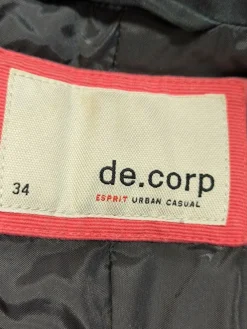 de.corp
34
ESPRIT URBAN CASUAL